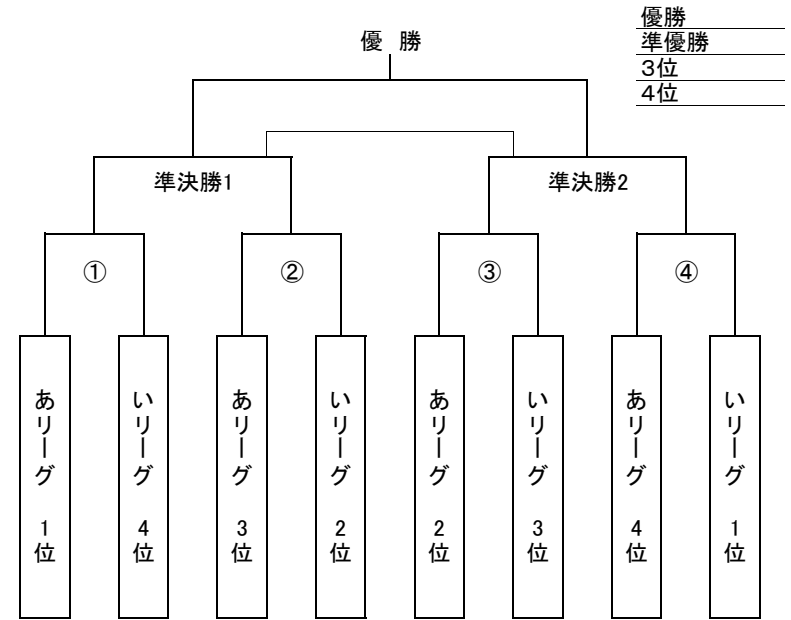 優勝
優 勝
準優勝
3位
4位
準決勝1
準決勝2
①
②
③
④
あリーグ 1位
いリーグ 4位
あリーグ 3位
いリーグ 2位
あリーグ 2位
いリーグ 3位
あリーグ 4位
いリーグ 1位